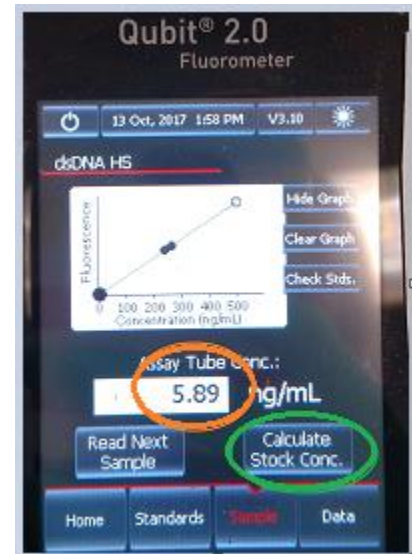 Qubit® 2.0
Fluorometer
13 Oct, 2017 1:58 PM V3.10
dsDNA HS
Fluorescence
0 100 200 300 400 500
Concentration (ng/mL)
Hide Graph
Clear Graph
Check Stds.
Assay Tube Conc.:
5.89 ng/mL
Read Next
Sample
Calculate
Stock Conc.
Home Standards Sample Data